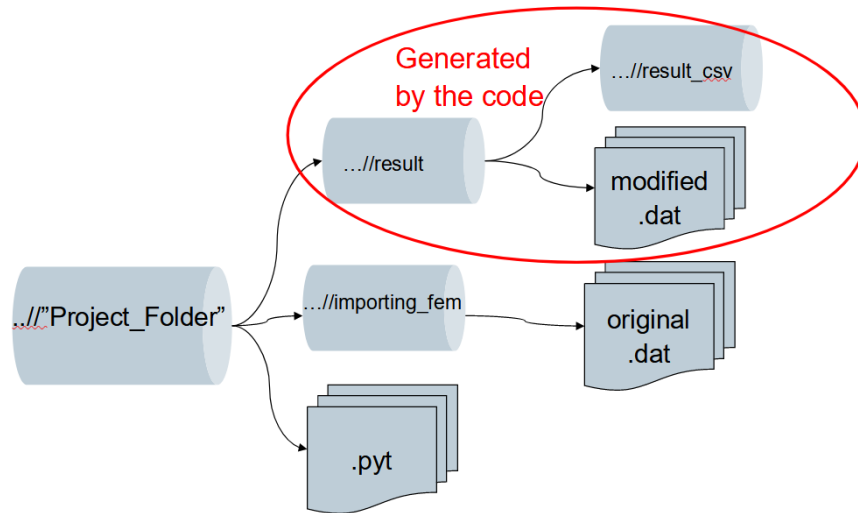 Generated
by the code
…//result_csv
…//result
modified
.dat
..//”Project_Folder”
…//importing_fem
original
.dat
.pyt